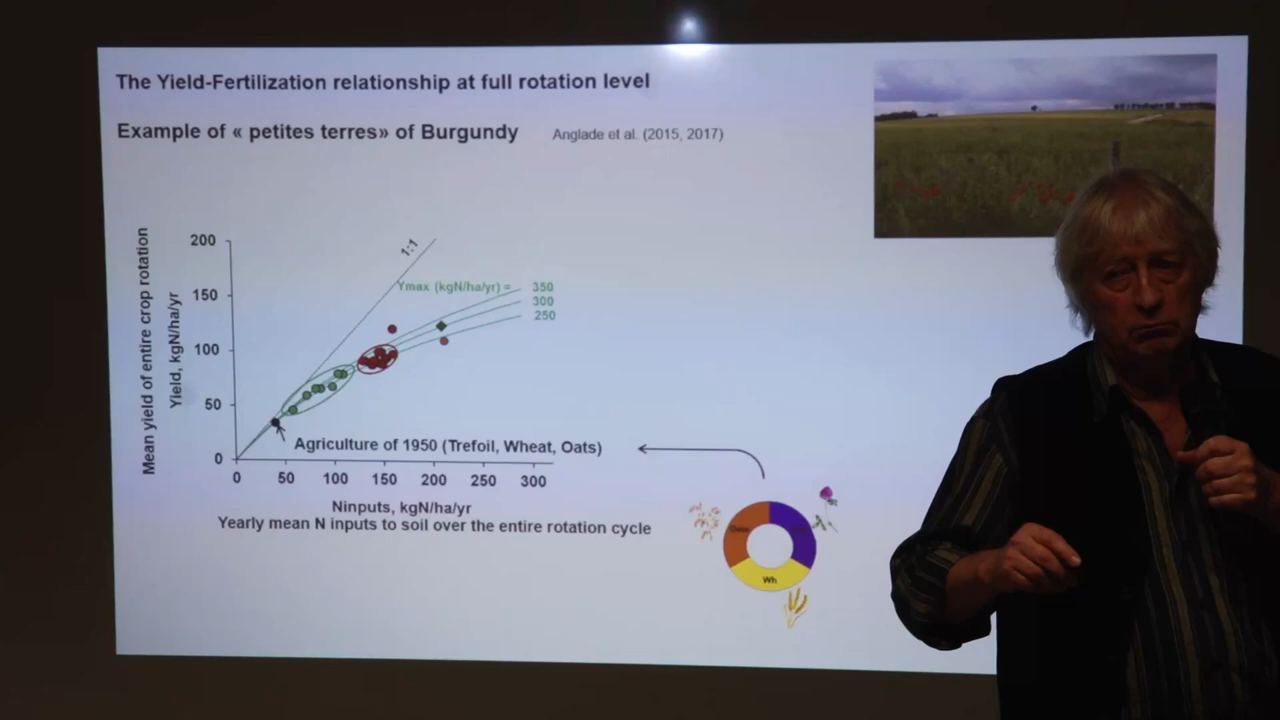 The Yield-Fertilization relationship at full rotation level
Example of « petites terres» of Burgundy Anglade et al. (2015, 2017)
Mean yield of entire crop rotation
Yield, kgN/ha/yr
200
150
100
50
0
1:1
Ymax (kgN/ha/yr) = 350
300
250
Agriculture of 1950 (Trefoil, Wheat, Oats)
0 50 100 150 200 250 300
Ninputs, kgN/ha/yr
Yearly mean N inputs to soil over the entire rotation cycle
Wh